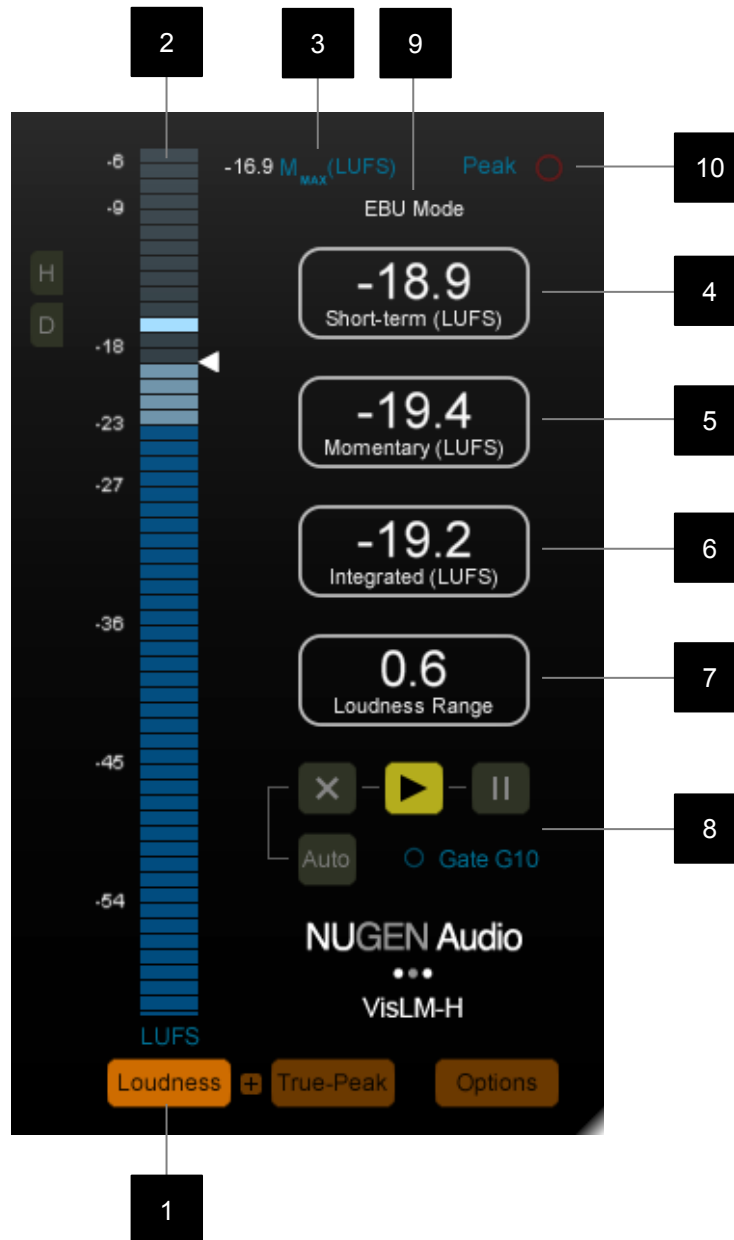 2
3
9
-6
-16.9 M MAX (LUFS)
Peak
10
-9
EBU Mode
H
-18.9
Short-term (LUFS)
4
D
-18
-19.4
Momentary (LUFS)
5
-23
-27
-19.2
Integrated (LUFS)
6
-36
0.6
Loudness Range
7
-45
8
Auto
Gate G10
-54
NUGEN Audio
VisLM-H
LUFS
Loudness
+
True-Peak
Options
1